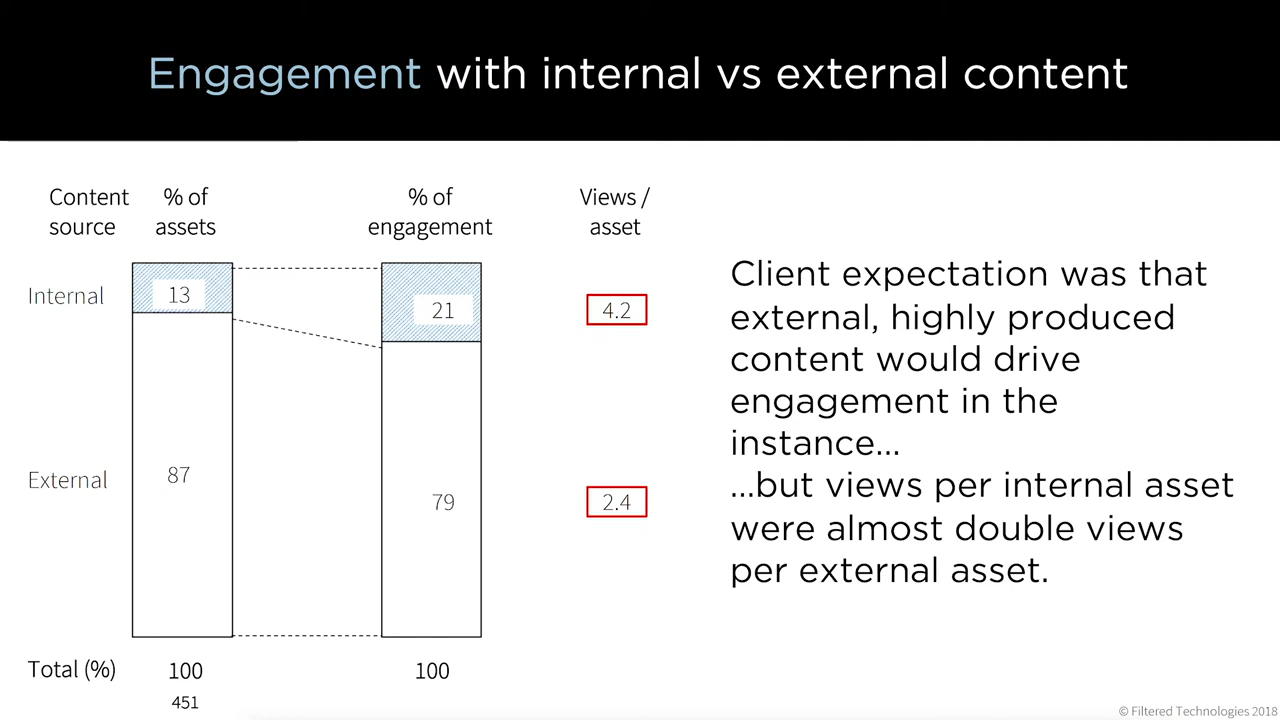 Engagement with internal vs external content
Content source
% of assets
% of engagement
Views / asset
Internal
13
21
4.2
External
87
79
2.4
Total (%)
100
100
451
Client expectation was that
external, highly produced
content would drive
engagement in the
instance...
...but views per internal asset
were almost double views
per external asset.
© Filtered Technologies 2018